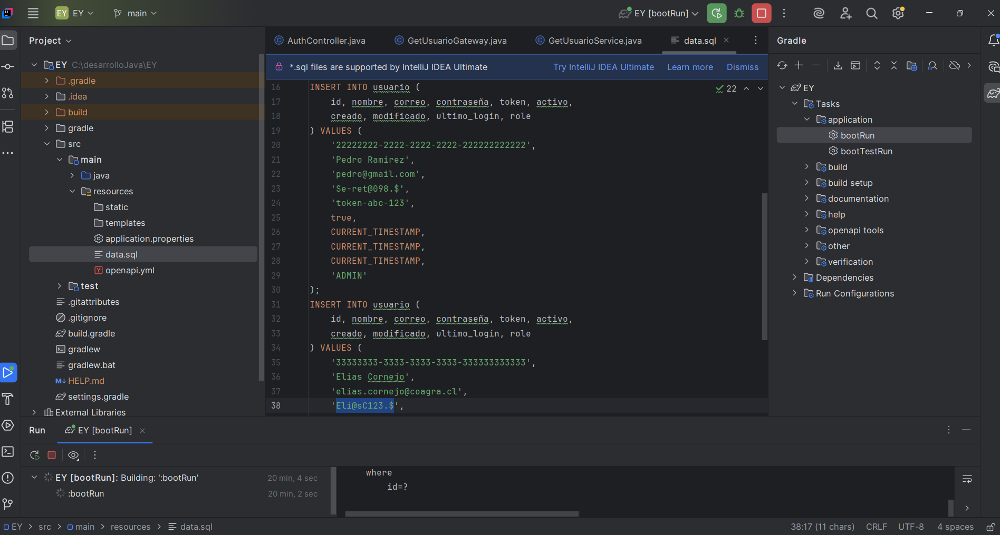 EY EY main EY [bootRun]
Project
EY C:\desarrolloJava\EY
.gradle
.idea
build
gradle
src
main
java
resources
static
templates
application.properties
data.sql
openapi.yml
test
.gitattributes
.gitignore
build.gradle
gradlew
gradlew.bat
HELP.md
settings.gradle
External Libraries
AuthController.java GetUsuarioGateway.java GetUsuarioService.java data.sql
*.sql files are supported by IntelliJ IDEA Ultimate Try IntelliJ IDEA Ultimate Learn more Dismiss
22
16 INSERT INTO usuario (
17 id, nombre, correo, contraseña, token, activo,
18 creado, modificado, ultimo_login, role
19 ) VALUES (
20 '22222222-2222-2222-2222-222222222222',
21 'Pedro Ramirez',
22 'pedro@gmail.com',
23 'Se-ret@098.$',
24 'token-abc-123',
25 true,
26 CURRENT_TIMESTAMP,
27 CURRENT_TIMESTAMP,
28 CURRENT_TIMESTAMP,
29 'ADMIN'
30 );
31 INSERT INTO usuario (
32 id, nombre, correo, contraseña, token, activo,
33 creado, modificado, ultimo_login, role
34 ) VALUES (
35 '33333333-3333-3333-3333-333333333333',
36 'Elias Cornejo',
37 'elias.cornejo@coagra.cl',
38 'Eli@sC123.$',
Gradle
EY
Tasks
application
bootRun
bootTestRun
build
build setup
documentation
help
openapi tools
other
verification
Dependencies
Run Configurations
Run EY [bootRun]
EY [bootRun]: Building: ':bootRun' 20 min, 4 sec
:bootRun 20 min, 2 sec
where
id=?
EY > src > main > resources > data.sql
38:17 (11 chars) CRLF UTF-8 4 spaces